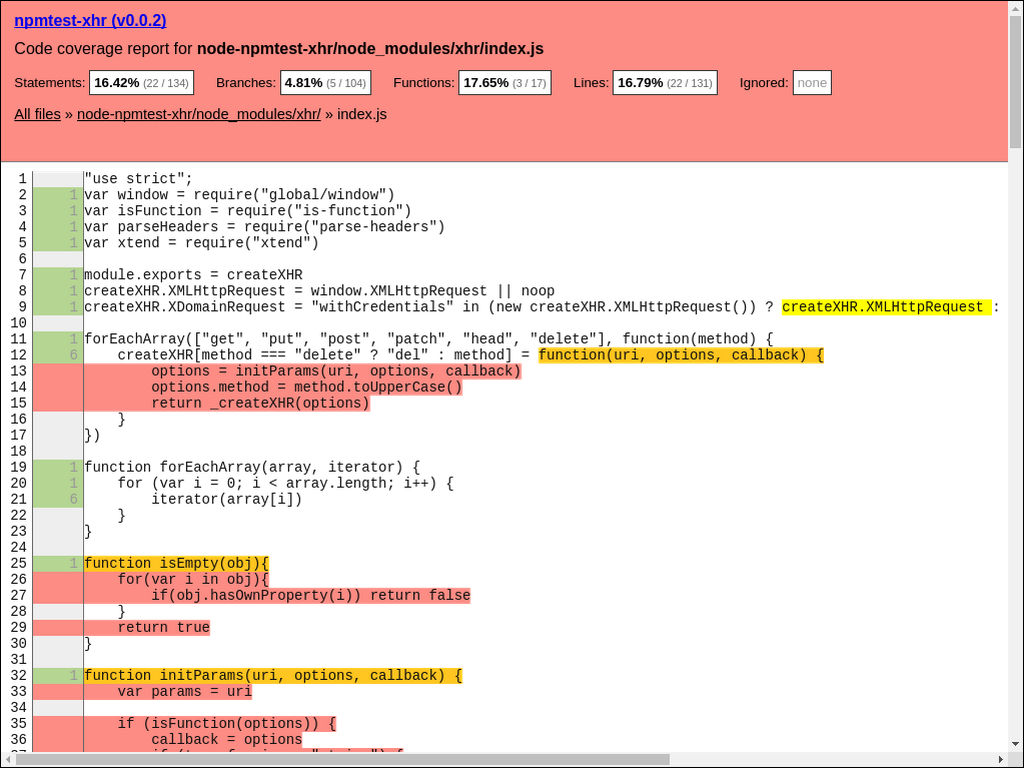 npmtest-xhr (v0.0.2)
Code coverage report for node-npmtest-xhr/node_modules/xhr/index.js
Statements: 16.42% (22 / 134) Branches: 4.81% (5 / 104) Functions: 17.65% (3 / 17) Lines: 16.79% (22 / 131) Ignored: none
All files » node-npmtest-xhr/node_modules/xhr/ » index.js
1 "use strict";
2 1 var window = require("global/window")
3 1 var isFunction = require("is-function")
4 1 var parseHeaders = require("parse-headers")
5 1 var xtend = require("xtend")
6
7 1 module.exports = createXHR
8 1 createXHR.XMLHttpRequest = window.XMLHttpRequest || noop
9 1 createXHR.XDomainRequest = "withCredentials" in (new createXHR.XMLHttpRequest()) ? createXHR.XMLHttpRequest :
10
11 1 forEachArray(["get", "put", "post", "patch", "head", "delete"], function(method) {
12 6     createXHR[method === "delete" ? "del" : method] = function(uri, options, callback) {
13         options = initParams(uri, options, callback)
14         options.method = method.toUpperCase()
15         return _createXHR(options)
16     }
17 })
18
19 1 function forEachArray(array, iterator) {
20 1     for (var i = 0; i < array.length; i++) {
21 6         iterator(array[i])
22     }
23 }
24
25 1 function isEmpty(obj){
26     for(var i in obj){
27         if(obj.hasOwnProperty(i)) return false
28     }
29     return true
30 }
31
32 1 function initParams(uri, options, callback) {
33     var params = uri
34
35     if (isFunction(options)) {
36         callback = options